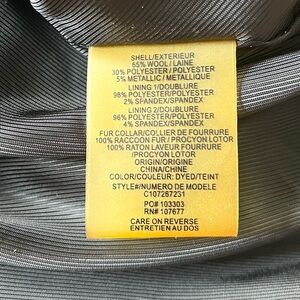 SHELL/EXTERIEUR
65% WOOL/LAINE
30% POLYESTER/POLYESTER
5% METALLIC/METALLIQUE
LINING 1/DOUBLURE
98% POLYESTER/POLYESTER
2% SPANDEX/SPANDEX
LINING 2/DOUBLURE
96% POLYESTER/POLYESTER
4% SPANDEX/SPANDEX
FUR COLLAR/COLLIER DE FOURRURE
100% RACCOON FUR/PROCYON LOTOR
100% RATON LAVEUR FOURRURE
/PROCYON LOTOR
ORIGIN/ORIGINE
CHINA/CHINE
COLOR/COULEUR: DYED/TEINT
STYLE#/NUMERO DE MODELE
C107267231
PO# 103303
RN# 107677
CARE ON REVERSE
ENTRETIEN AU DOS